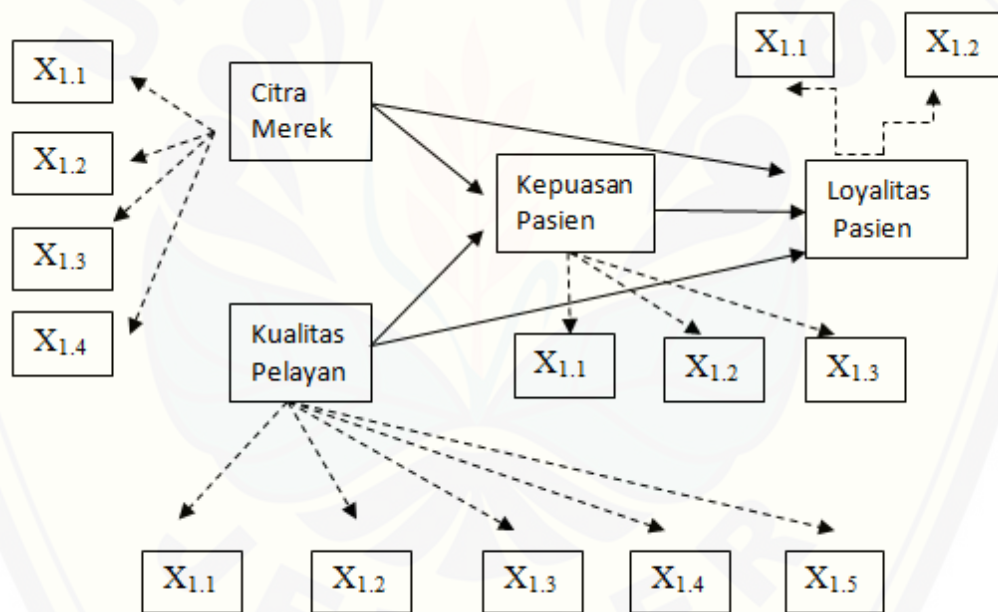 X1.1
X1.2
X1.3
X1.4
Citra
Merek
Kepuasan
Pasien
X1.1
X1.2
Loyalitas
Pasien
Kualitas
Pelayan
X1.1
X1.2
X1.3
X1.1
X1.2
X1.3
X1.4
X1.5